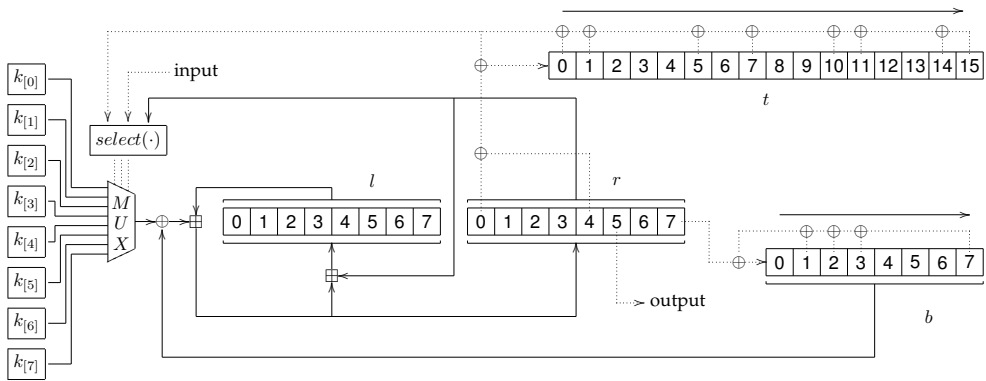 0 1 2 3 4 5 6 7 8 9 10 11 12 13 14 15
t
k[0]
input
k[1]
select(·)
k[2]
l
r
k[3]
M
U
X
0 1 2 3 4 5 6 7
0 1 2 3 4 5 6 7
k[4]
0 1 2 3 4 5 6 7
k[5]
output
b
k[6]
k[7]